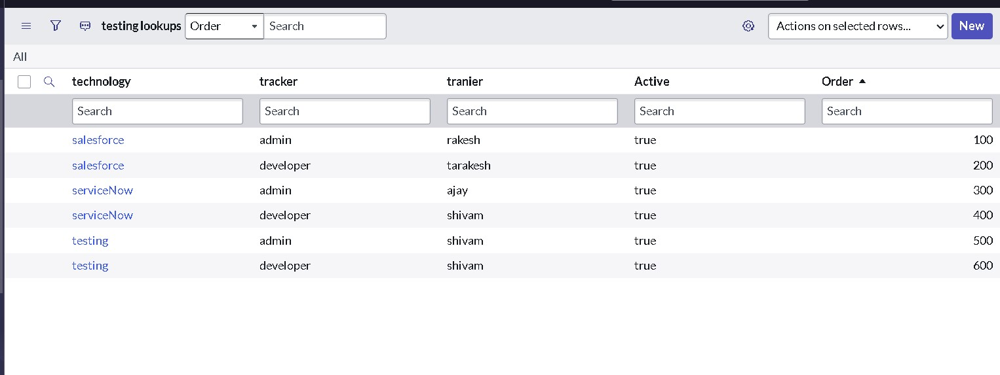 testing lookups Order Search Actions on selected rows... New
All
technology tracker tranier Active Order
Search Search Search Search Search
salesforce admin rakesh true 100
salesforce developer tarakesh true 200
serviceNow admin ajay true 300
serviceNow developer shivam true 400
testing admin shivam true 500
testing developer shivam true 600